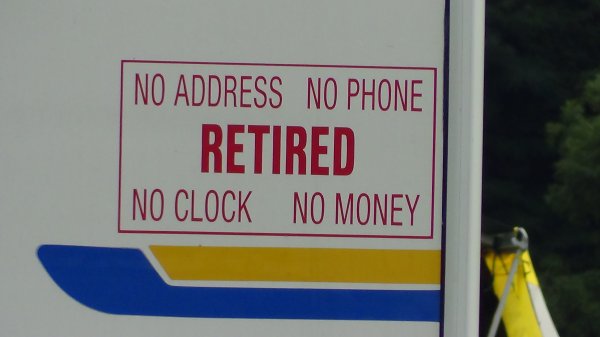 NO ADDRESS NO PHONE
RETIRED
NO CLOCK NO MONEY